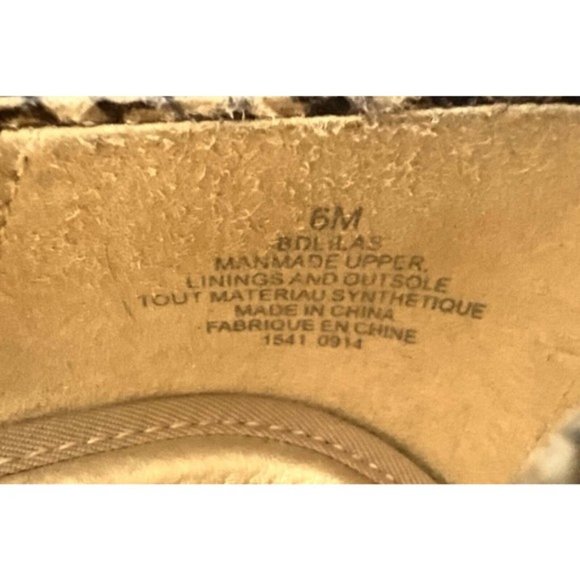 6M
BDLILAS
MANMADE UPPER,
LININGS AND OUTSOLE
TOUT MATERIAU SYNTHETIQUE
MADE IN CHINA
FABRIQUE EN CHINE
1541 0914